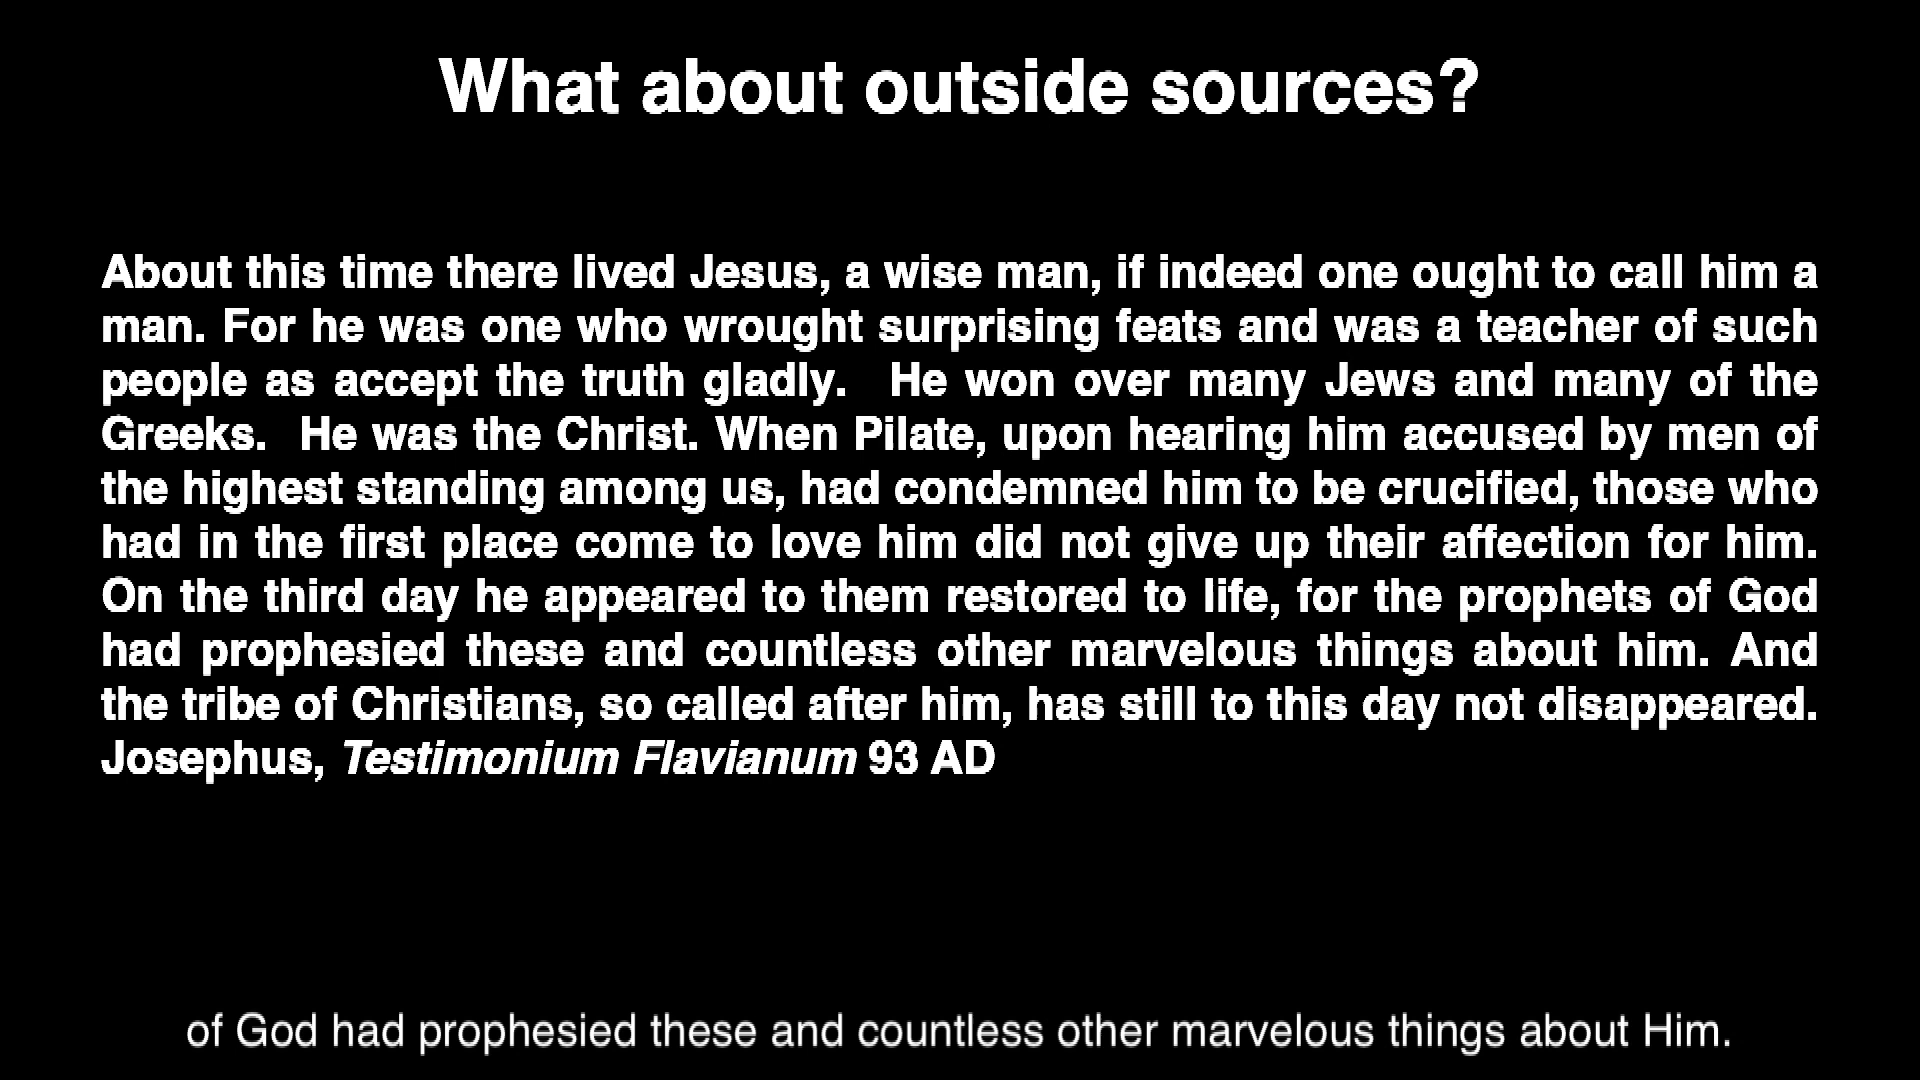 What about outside sources?
About this time there lived Jesus, a wise man, if indeed one ought to call him a
man. For he was one who wrought surprising feats and was a teacher of such
people as accept the truth gladly.  He won over many Jews and many of the
Greeks.  He was the Christ. When Pilate, upon hearing him accused by men of
the highest standing among us, had condemned him to be crucified, those who
had in the first place come to love him did not give up their affection for him.
On the third day he appeared to them restored to life, for the prophets of God
had prophesied these and countless other marvelous things about him. And
the tribe of Christians, so called after him, has still to this day not disappeared.
Josephus, Testimonium Flavianum 93 AD
of God had prophesied these and countless other marvelous things about Him.